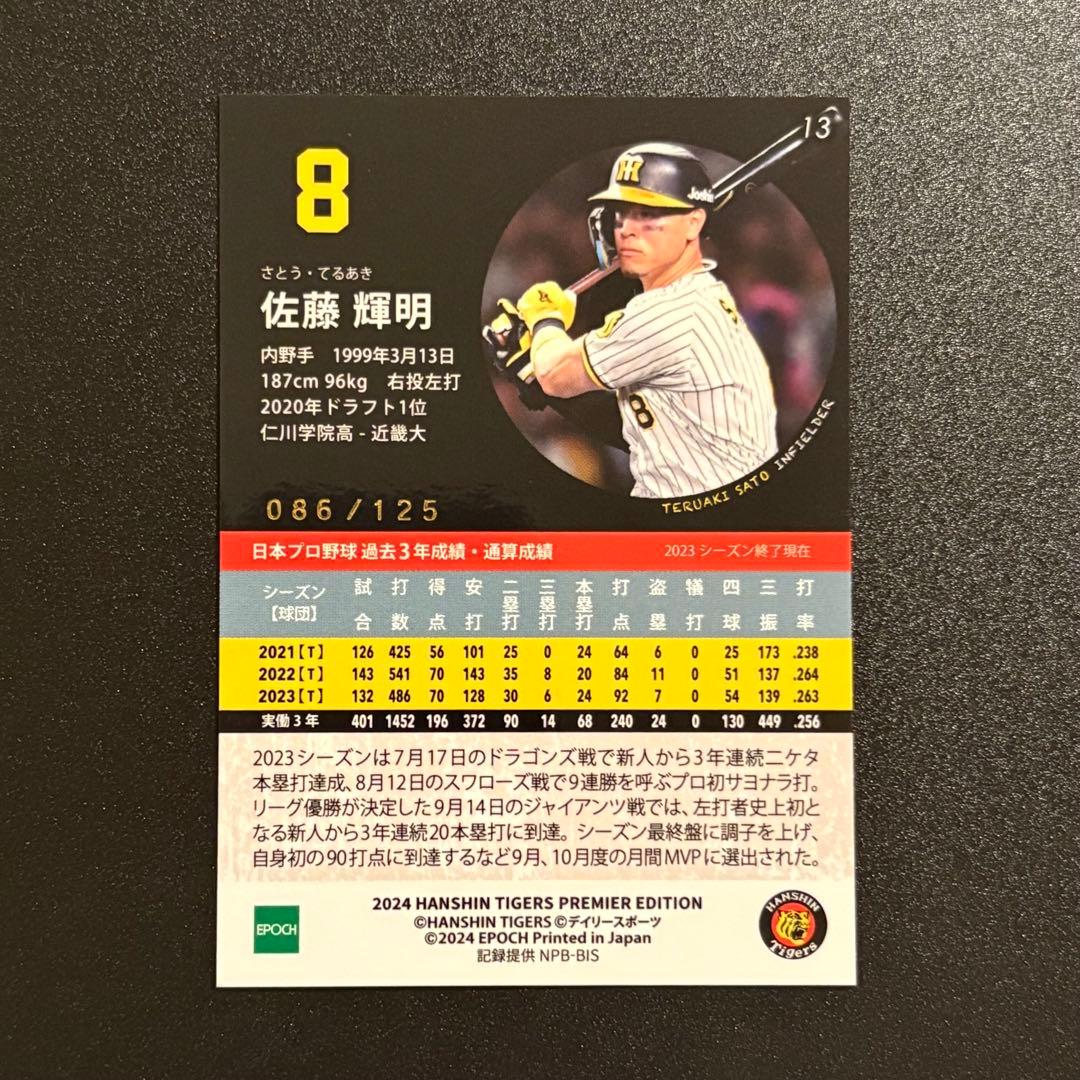 13
8
さとう・てるあき
佐藤 輝明
内野手 1999年3月13日
187cm 96kg 右投左打
2020年ドラフト1位
仁川学院高 - 近畿大
Joshin
8
TERUAKI SATO INFIELDER
086/125
日本プロ野球 過去3年成績・通算成績 2023 シーズン終了現在
シーズン【球団】 試合 打数 得点 安打 二塁打 三塁打 本塁打 打点 盗塁 犠打 四球 三振 打率
2021【T】 126 425 56 101 25 0 24 64 6 0 25 173 .238
2022【T】 143 541 70 143 35 8 20 84 11 0 51 137 .264
2023【T】 132 486 70 128 30 6 24 92 7 0 54 139 .263
実働3年 401 1452 196 372 90 14 68 240 24 0 130 449 .256
2023シーズンは7月17日のドラゴンズ戦で新人から3年連続二ケタ
本塁打達成、8月12日のスワローズ戦で9連勝を呼ぶプロ初サヨナラ打。
リーグ優勝が決定した9月14日のジャイアンツ戦では、左打者史上初と
なる新人から3年連続20本塁打に到達。シーズン最終盤に調子を上げ、
自身初の90打点に到達するなど9月、10月度の月間MVPに選出された。
EPOCH
2024 HANSHIN TIGERS PREMIER EDITION
©HANSHIN TIGERS ©デイリースポーツ
©2024 EPOCH Printed in Japan
記録提供 NPB-BIS
HANSHIN
Tigers